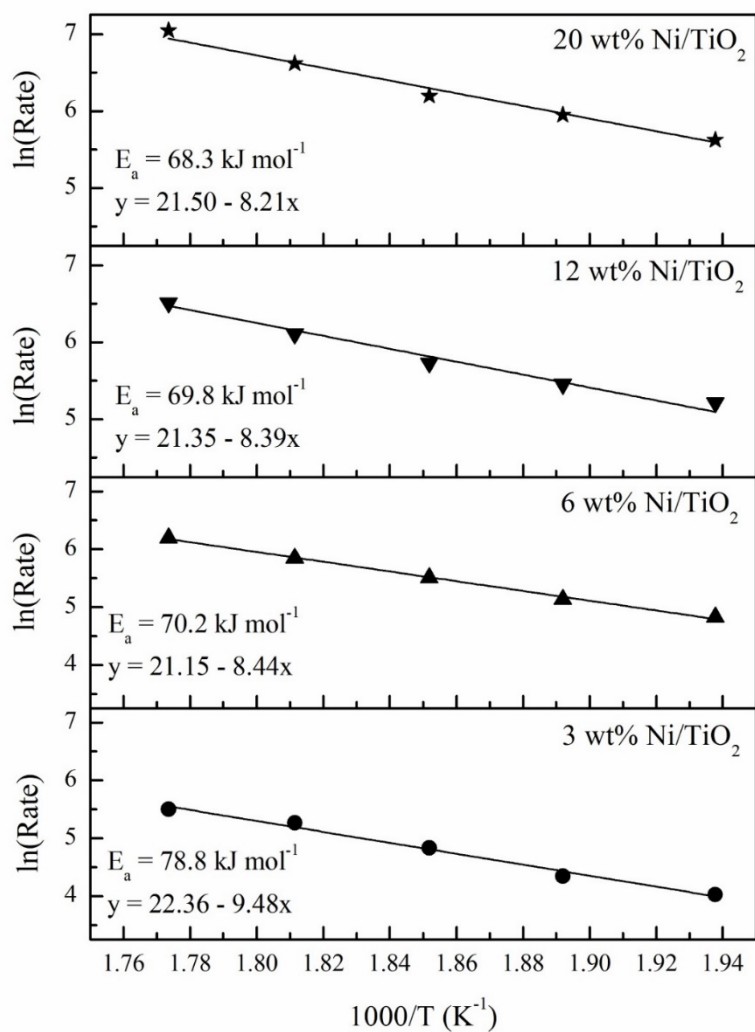 20 wt% Ni/TiO₂
7
6
5
ln(Rate)
Eₐ = 68.3 kJ mol⁻¹
y = 21.50 - 8.21x
12 wt% Ni/TiO₂
7
6
5
ln(Rate)
Eₐ = 69.8 kJ mol⁻¹
y = 21.35 - 8.39x
6 wt% Ni/TiO₂
7
6
5
4
ln(Rate)
Eₐ = 70.2 kJ mol⁻¹
y = 21.15 - 8.44x
3 wt% Ni/TiO₂
7
6
5
4
ln(Rate)
Eₐ = 78.8 kJ mol⁻¹
y = 22.36 - 9.48x
1.76 1.78 1.80 1.82 1.84 1.86 1.88 1.90 1.92 1.94
1000/T (K⁻¹)